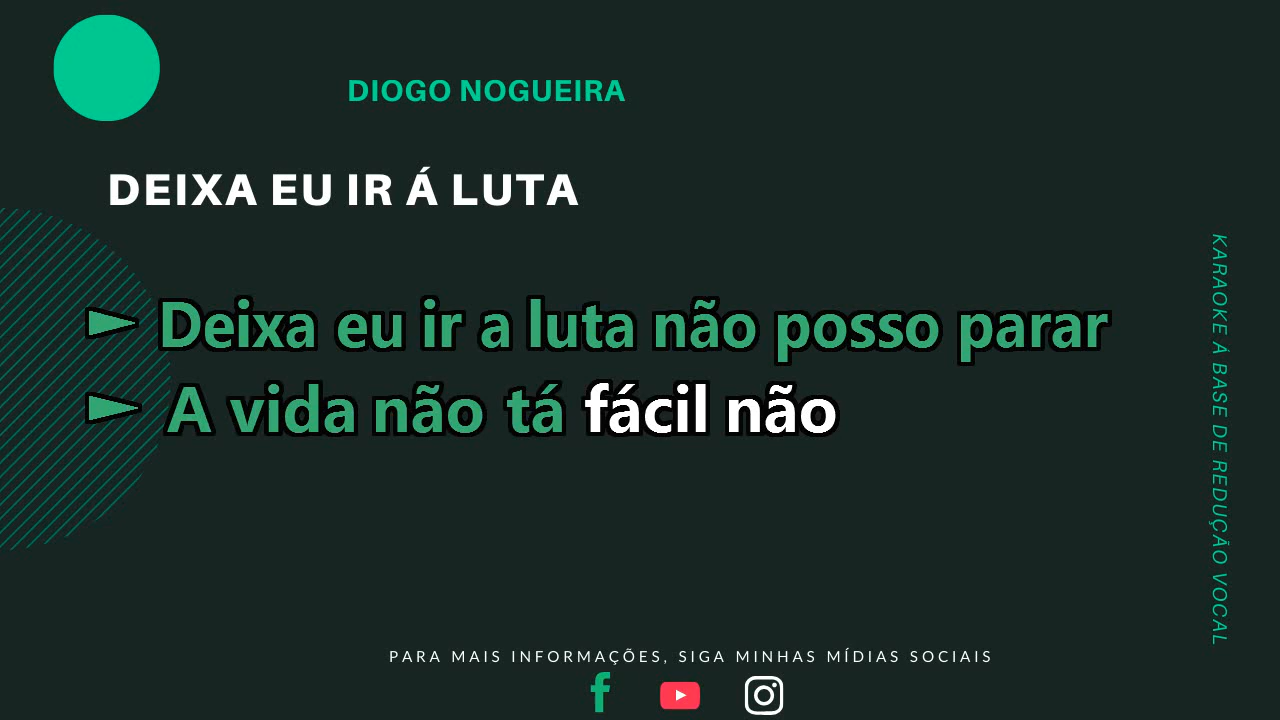 DIOGO NOGUEIRA
DEIXA EU IR Á LUTA
► Deixa eu ir a luta não posso parar
► A vida não tá fácil não
KARAOKE Á BASE DE REDUÇÃO VOCAL
PARA MAIS INFORMAÇÕES, SIGA MINHAS MÍDIAS SOCIAIS